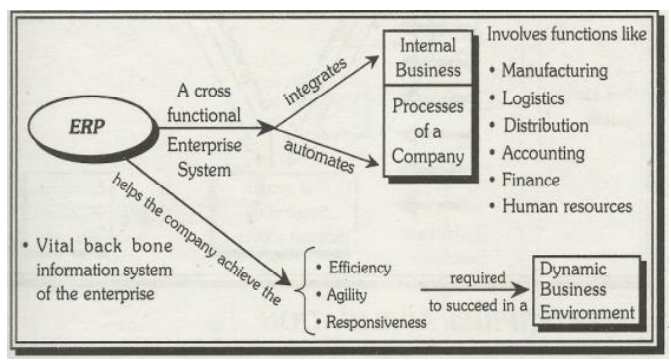 ERP
A cross
functional
Enterprise
System
integrates
automates
Internal
Business
Processes
of a
Company
Involves functions like
• Manufacturing
• Logistics
• Distribution
• Accounting
• Finance
• Human resources
helps the company achieve the
• Vital back bone
information system
of the enterprise
• Efficiency
• Agility
• Responsiveness
required
to succeed in a
Dynamic
Business
Environment